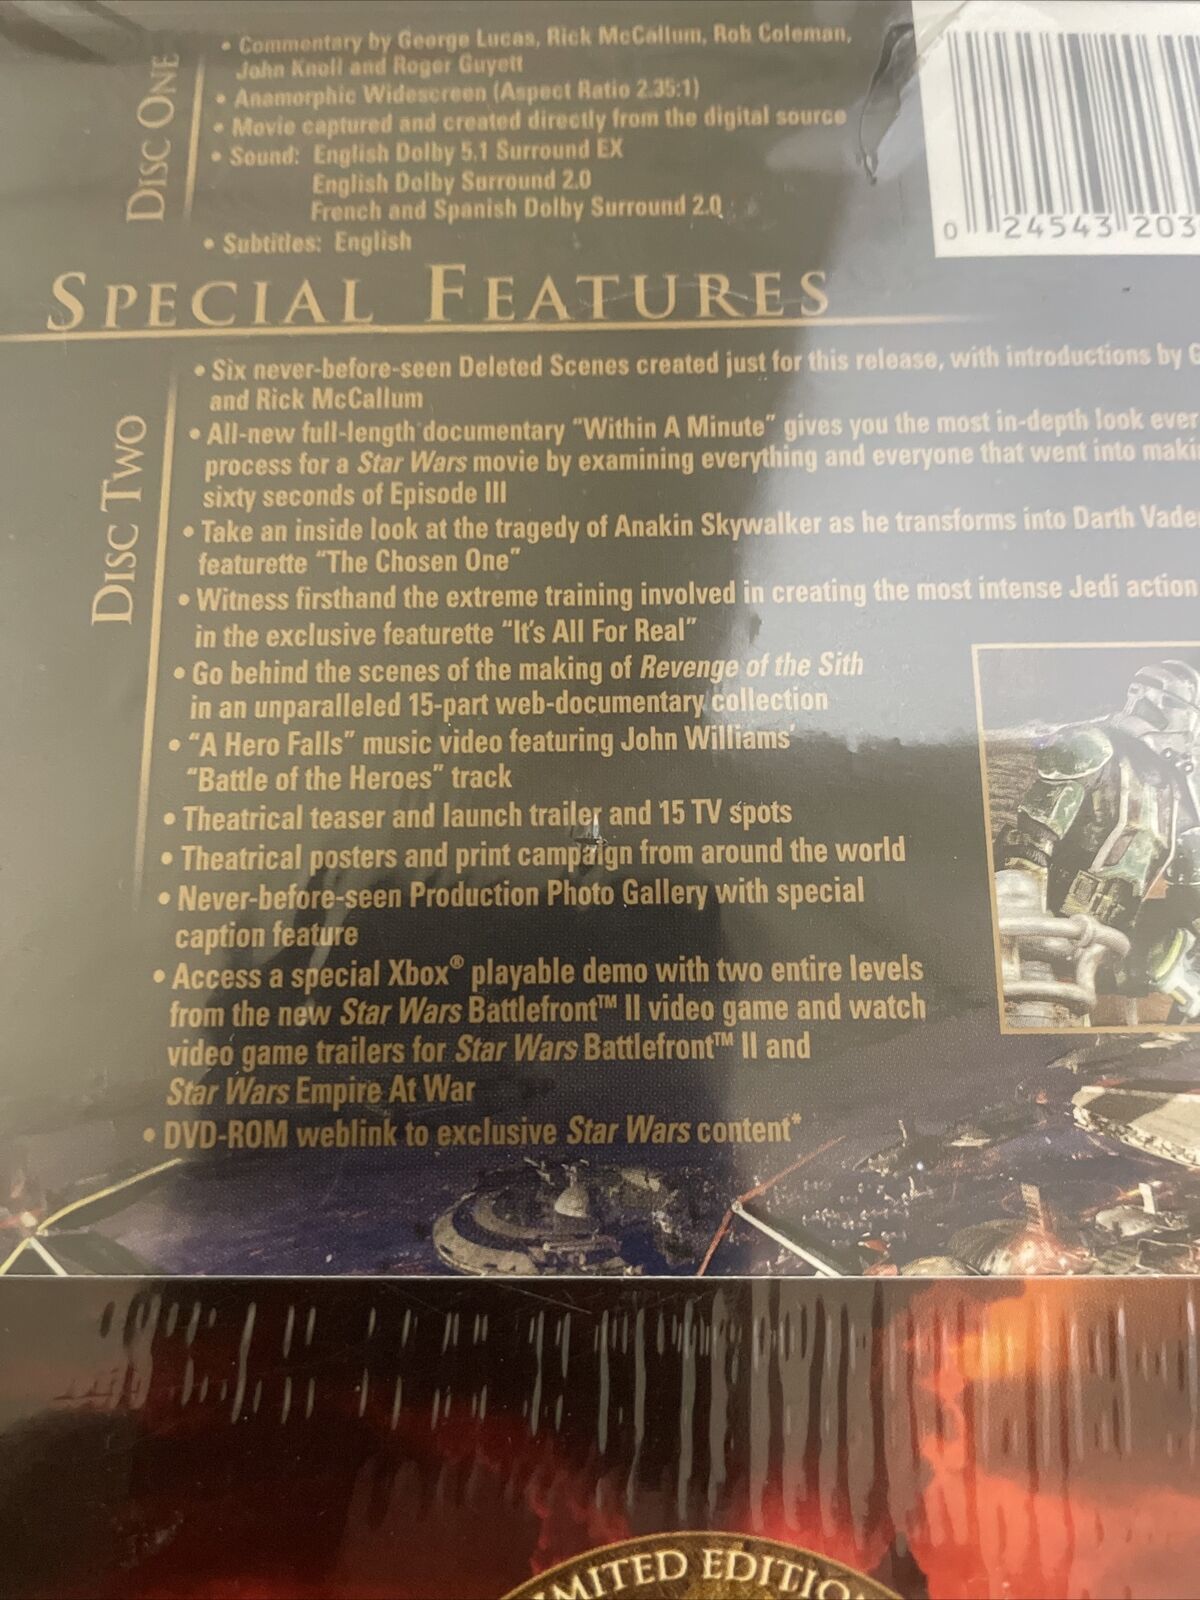 DISC ONE
• Commentary by George Lucas, Rick McCallum, Rob Coleman,
John Knoll and Roger Guyett
• Anamorphic Widescreen (Aspect Ratio 2.35:1)
• Movie captured and created directly from the digital source
• Sound: English Dolby 5.1 Surround EX
English Dolby Surround 2.0
French and Spanish Dolby Surround 2.0
• Subtitles: English
0 24543 203
SPECIAL FEATURES
DISC TWO
• Six never-before-seen Deleted Scenes created just for this release, with introductions by
and Rick McCallum
• All-new full-length documentary “Within A Minute” gives you the most in-depth look ever
process for a Star Wars movie by examining everything and everyone that went into
sixty seconds of Episode III
• Take an inside look at the tragedy of Anakin Skywalker as he transforms into Darth
featurette “The Chosen One”
• Witness firsthand the extreme training involved in creating the most intense Jedi action
in the exclusive featurette “It's All For Real”
• Go behind the scenes of the making of Revenge of the Sith
in an unparalleled 15-part web-documentary collection
• “A Hero Falls” music video featuring John Williams'
“Battle of the Heroes” track
• Theatrical teaser and launch trailer and 15 TV spots
• Theatrical posters and print campaign from around the world
• Never-before-seen Production Photo Gallery with special
caption feature
• Access a special Xbox® playable demo with two entire levels
from the new Star Wars Battlefront™ II video game and watch
video game trailers for Star Wars Battlefront™ II and
Star Wars Empire At War
• DVD-ROM weblink to exclusive Star Wars content*
LIMITED EDITION